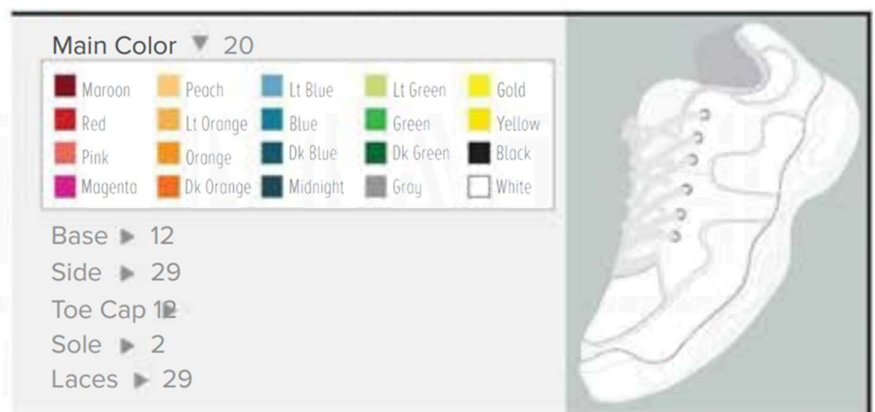 Main Color ▼ 20
Maroon Peach Lt Blue Lt Green Gold
Red Lt Orange Blue Green Yellow
Pink Orange Dk Blue Dk Green Black
Magenta Dk Orange Midnight Gray White
Base ▶ 12
Side ▶ 29
Toe Cap 12
Sole ▶ 2
Laces ▶ 29